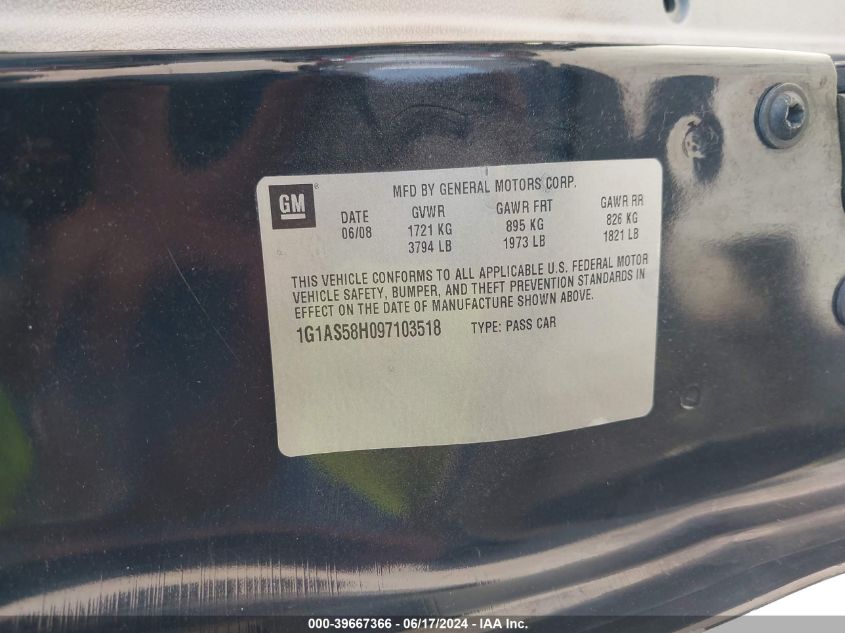 GM
MFD BY GENERAL MOTORS CORP.
DATE GVWR GAWR FRT GAWR RR
06/08 1721 KG 895 KG 826 KG
3794 LB 1973 LB 1821 LB
THIS VEHICLE CONFORMS TO ALL APPLICABLE U.S. FEDERAL MOTOR
VEHICLE SAFETY, BUMPER, AND THEFT PREVENTION STANDARDS IN
EFFECT ON THE DATE OF MANUFACTURE SHOWN ABOVE.
1G1AS58H097103518 TYPE: PASS CAR
000-39667366 - 06/17/2024 - IAA Inc.